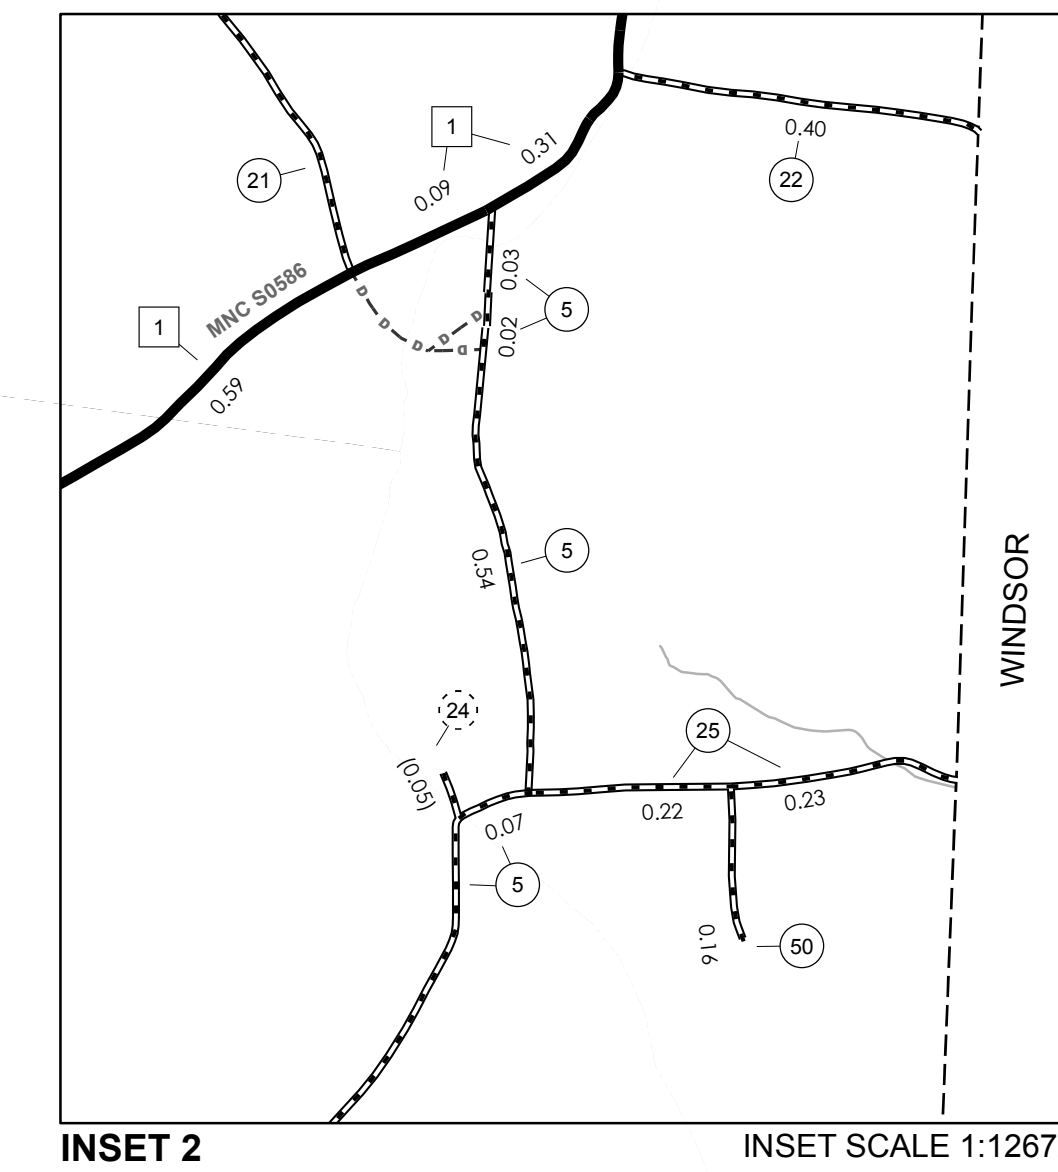 1
0.31
0.40
21
0.09
22
MNC S0586
0.03
D
5
D
D
1
0.02
D
D
D
0.59
5
0.54
WINDSOR
24
25
(0.05)
0.22
0.23
0.07
5
0.16
50
INSET 2
INSET SCALE 1:1267